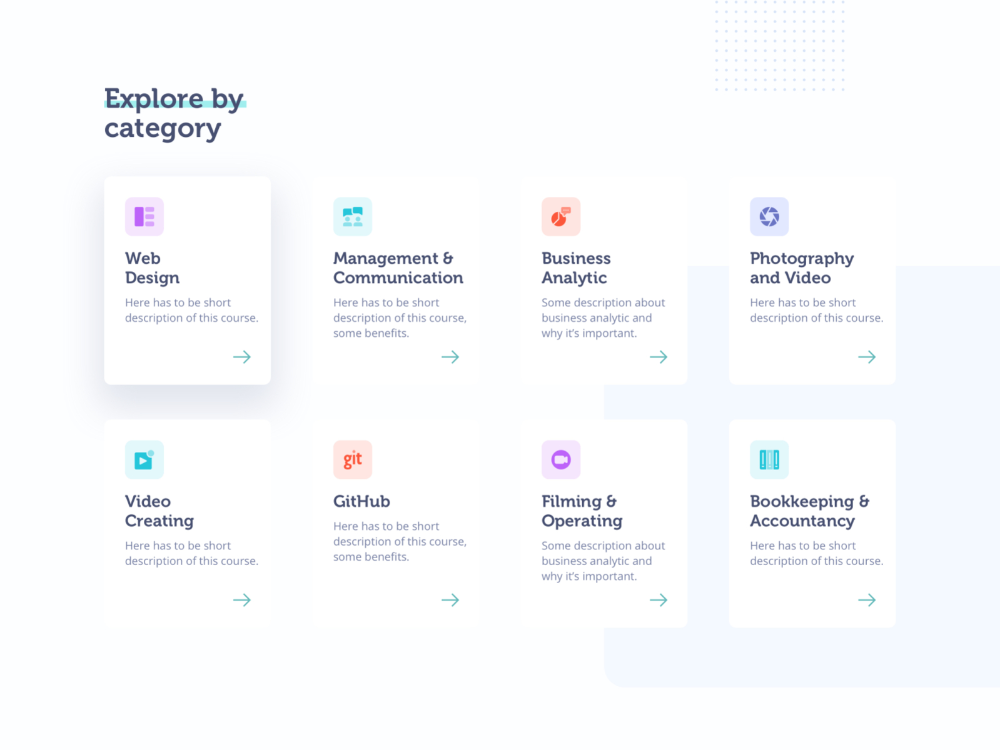 Explore by
category
Web
Design
Here has to be short
description of this course.
Management &
Communication
Here has to be short
description of this course,
some benefits.
Business
Analytic
Some description about
business analytic and
why it's important.
Photography
and Video
Here has to be short
description of this course.
Video
Creating
Here has to be short
description of this course.
git
GitHub
Here has to be short
description of this course,
some benefits.
Filming &
Operating
Some description about
business analytic and
why it's important.
Bookkeeping &
Accountancy
Here has to be short
description of this course.